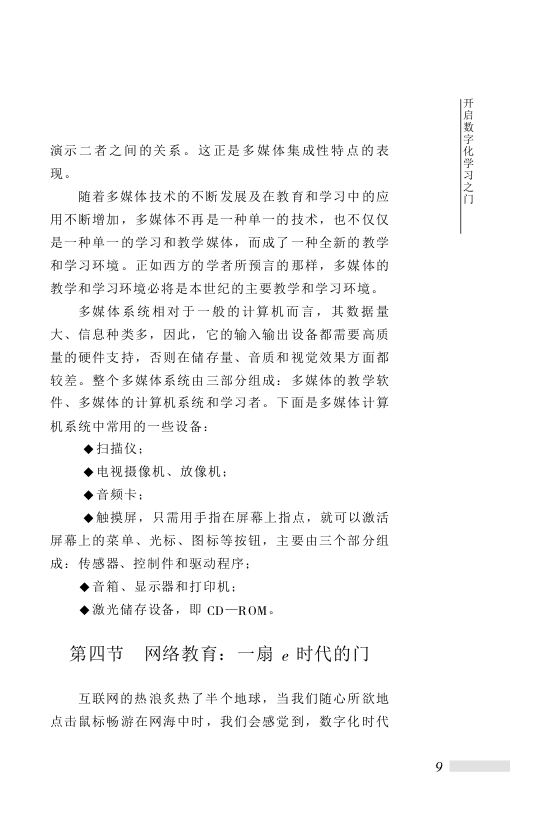 开启数字化学习之门
演示二者之间的关系。这正是多媒体集成性特点的表
现。
随着多媒体技术的不断发展及在教育和学习中的应
用不断增加，多媒体不再是一种单一的技术，也不仅仅
是一种单一的学习和教学媒体，而成了一种全新的教学
和学习环境。正如西方的学者所预言的那样，多媒体的
教学和学习环境必将是本世纪的主要教学和学习环境。
多媒体系统相对于一般的计算机而言，其数据量
大、信息种类多，因此，它的输入输出设备都需要高质
量的硬件支持，否则在储存量、音质和视觉效果方面都
较差。整个多媒体系统由三部分组成：多媒体的教学软
件、多媒体的计算机系统和学习者。下面是多媒体计算
机系统中常用的一些设备：
◆扫描仪；
◆电视摄像机、放像机；
◆音频卡；
◆触摸屏，只需用手指在屏幕上指点，就可以激活
屏幕上的菜单、光标、图标等按钮，主要由三个部分组
成：传感器、控制件和驱动程序；
◆音箱、显示器和打印机；
◆激光储存设备，即 CD—ROM。
第四节　网络教育：一扇 e 时代的门
互联网的热浪炙热了半个地球，当我们随心所欲地
点击鼠标畅游在网海中时，我们会感觉到，数字化时代
9